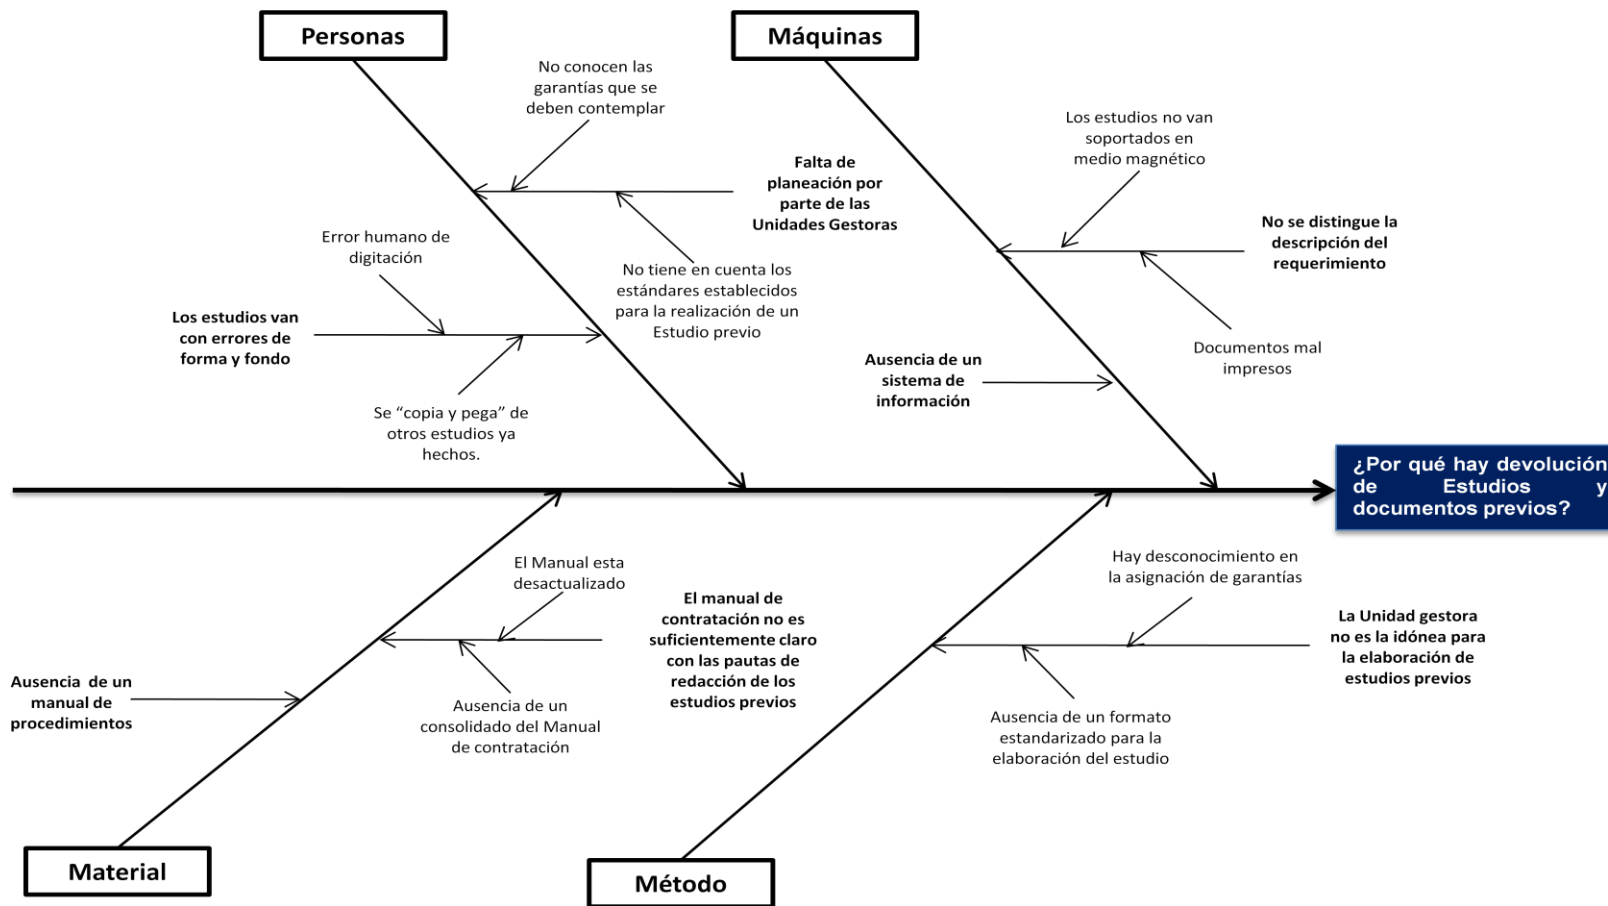 Personas
Máquinas
No conocen las
garantías que se
deben contemplar
Los estudios no van
soportados en
medio magnético
Falta de
planeación por
parte de las
Unidades Gestoras
No se distingue la
descripción del
requerimiento
Error humano de
digitación
No tiene en cuenta los
estándares establecidos
para la realización de un
Estudio previo
Los estudios van
con errores de
forma y fondo
Documentos mal
impresos
Ausencia de un
sistema de
información
Se “copia y pega” de
otros estudios ya
hechos.
¿Por qué hay devolución
de Estudios y
documentos previos?
El Manual esta
desactualizado
Hay desconocimiento en
la asignación de garantías
El manual de
contratación no es
suficientemente claro
con las pautas de
redacción de los
estudios previos
La Unidad gestora
no es la idónea para
la elaboración de
estudios previos
Ausencia de un
manual de
procedimientos
Ausencia de un
consolidado del Manual
de contratación
Ausencia de un formato
estandarizado para la
elaboración del estudio
Material
Método